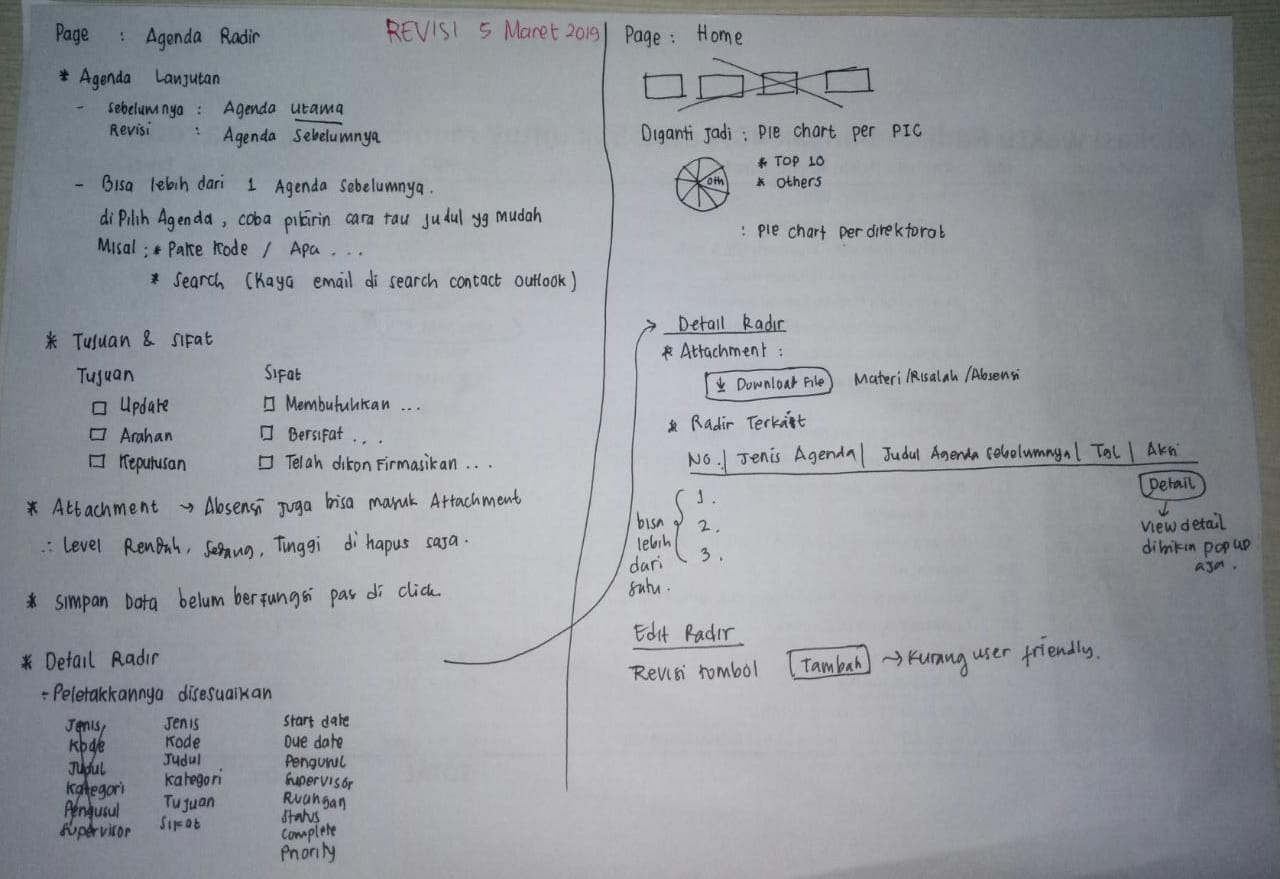 Page : Agenda Radir
REVISI 5 Maret 2019
* Agenda Lanjutan
- Sebelumnya : Agenda Utama
Revisi : Agenda Sebelumnya
- Bisa lebih dari 1 Agenda Sebelumnya.
di Pilih Agenda, coba pikirin cara tau judul yg mudah
Misal : * Pake Kode / Apa ....
* Search (Kaya email di search contact outlook)
* Tujuan & Sifat
Tujuan Sifat
Update Membutuhkan ...
Arahan Bersifat ...
Keputusan Telah dikonfirmasikan ...
* Attachment → Absensi juga bisa masuk Attachment
∴ Level Rendah, Sedang, Tinggi di hapus saja.
* Simpan Data belum berfungsi pas di click.
* Detail Radir
÷ Peletakkannya disesuaikan
Jenis Jenis Start date
Kode Kode Due date
Judul Judul Pengusul
Kategori Kategori Supervisor
Pengusul Tujuan Ruangan
Supervisor Sifat Status
Complete
Priority
Page : Home
Diganti jadi : Pie chart per PIC
oth
* TOP 10
* others
: Pie chart per direktorat
Detail Radir
* Attachment :
Download File Materi/Risalah/Absensi
* Radir Terkait
No. | Jenis Agenda | Judul Agenda sebelumnya | Tgl | Aksi
Detail
bisa lebih dari satu.
1.
2.
3.
View detail
dibikin pop up
aja.
Edit Radir
Revisi tombol Tambah → Kurang user friendly.